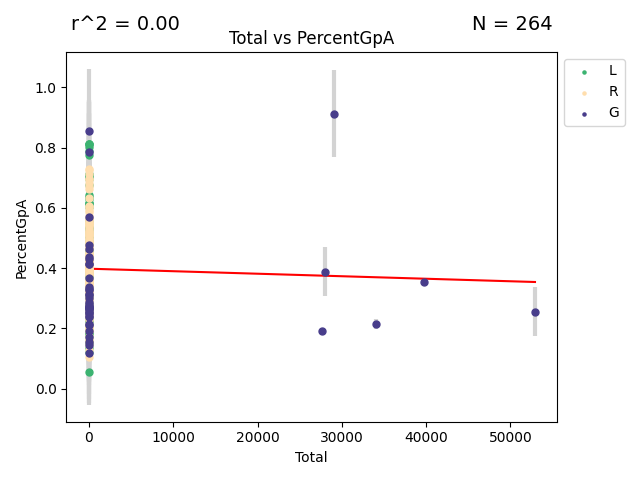 r^2 = 0.00
N = 264
Total vs PercentGpA
L
R
G
PercentGpA
1.0
0.8
0.6
0.4
0.2
0.0
0 10000 20000 30000 40000 50000
Total